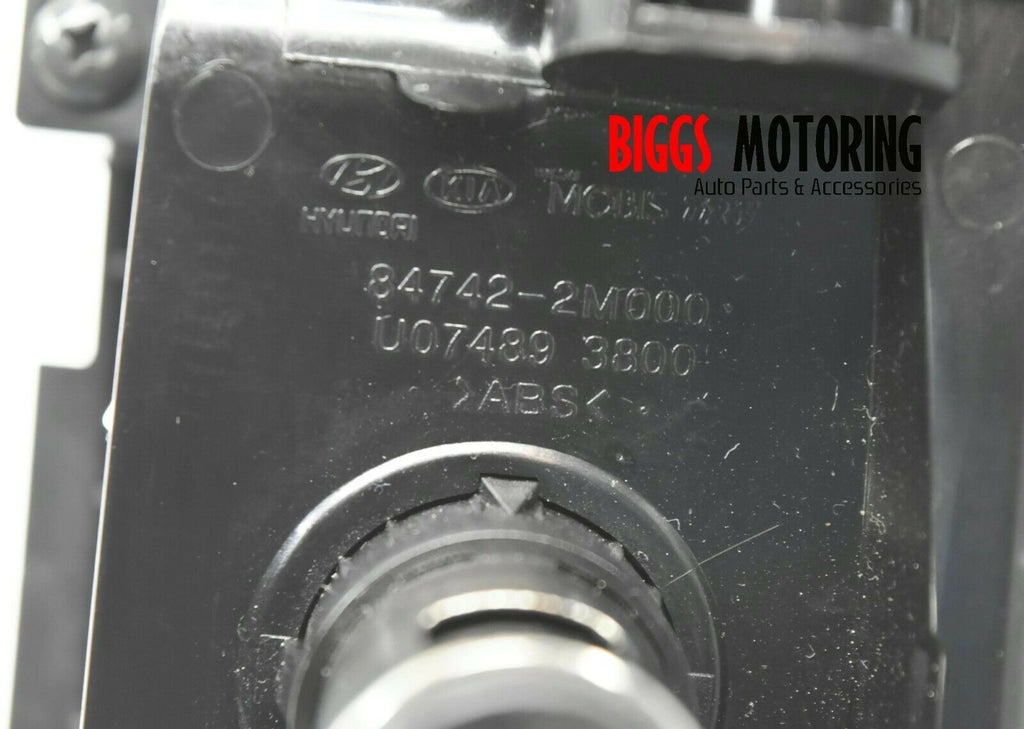 BIGGS MOTORING
Auto Parts & Accessories
HYUNDAI
KIA
MOBIS
84742-2M000
U07489 3800
>ABS<